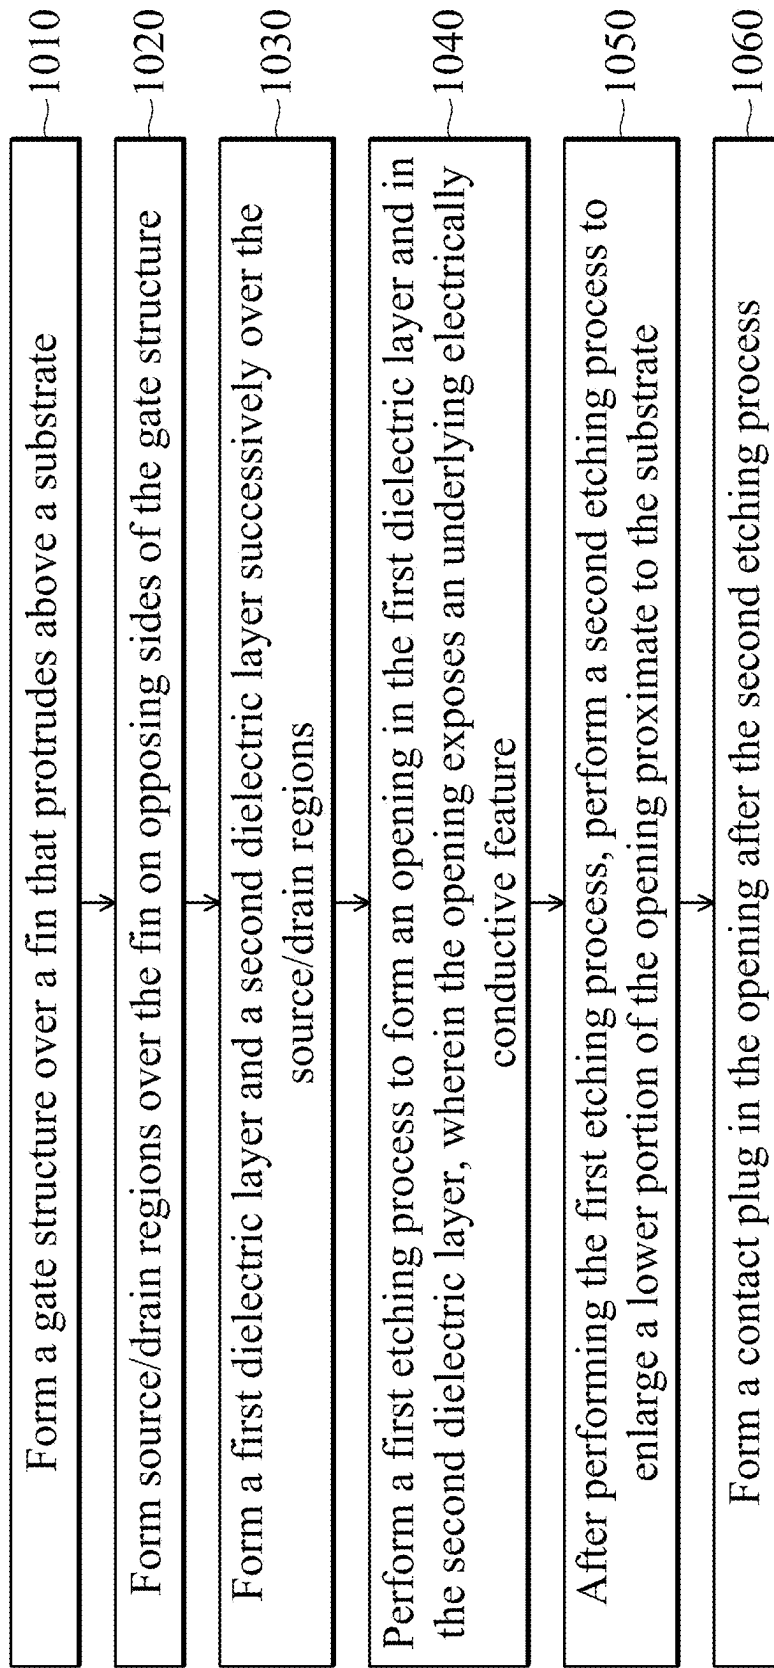 Form a gate structure over a fin that protrudes above a substrate
1010
Form source/drain regions over the fin on opposing sides of the gate structure
1020
Form a first dielectric layer and a second dielectric layer successively over the
source/drain regions
1030
Perform a first etching process to form an opening in the first dielectric layer and in
the second dielectric layer, wherein the opening exposes an underlying electrically
conductive feature
1040
After performing the first etching process, perform a second etching process to
enlarge a lower portion of the opening proximate to the substrate
1050
Form a contact plug in the opening after the second etching process
1060